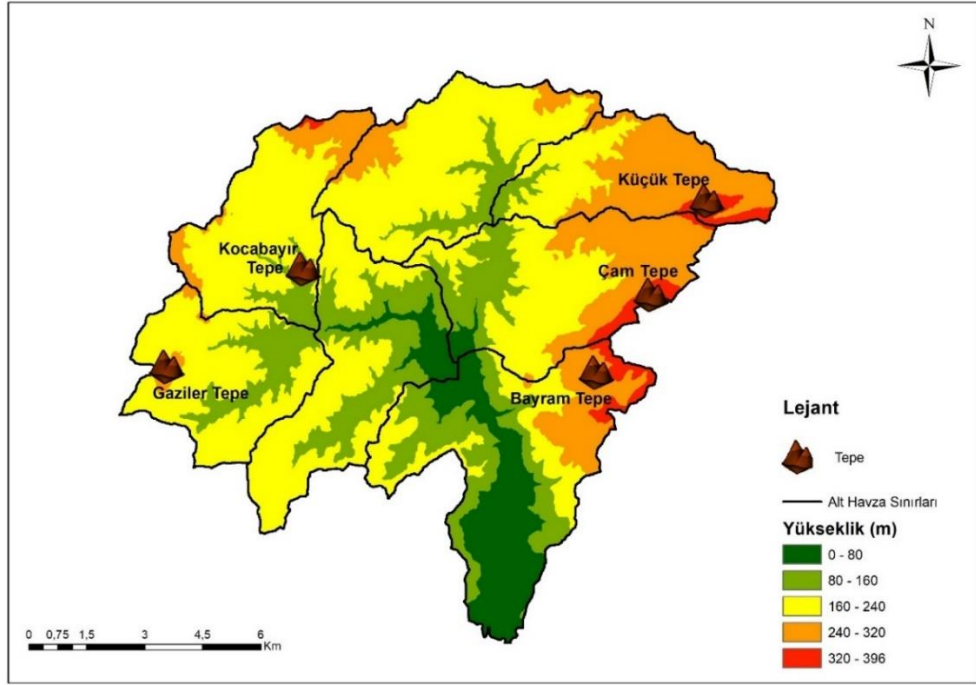 N
Küçük Tepe
Kocabayır
Tepe
Çam Tepe
Gaziler Tepe
Bayram Tepe
Lejant
Tepe
Alt Havza Sınırları
Yükseklik (m)
0 - 80
80 - 160
160 - 240
240 - 320
320 - 396
0 0,75 1,5 3 4,5 6
Km